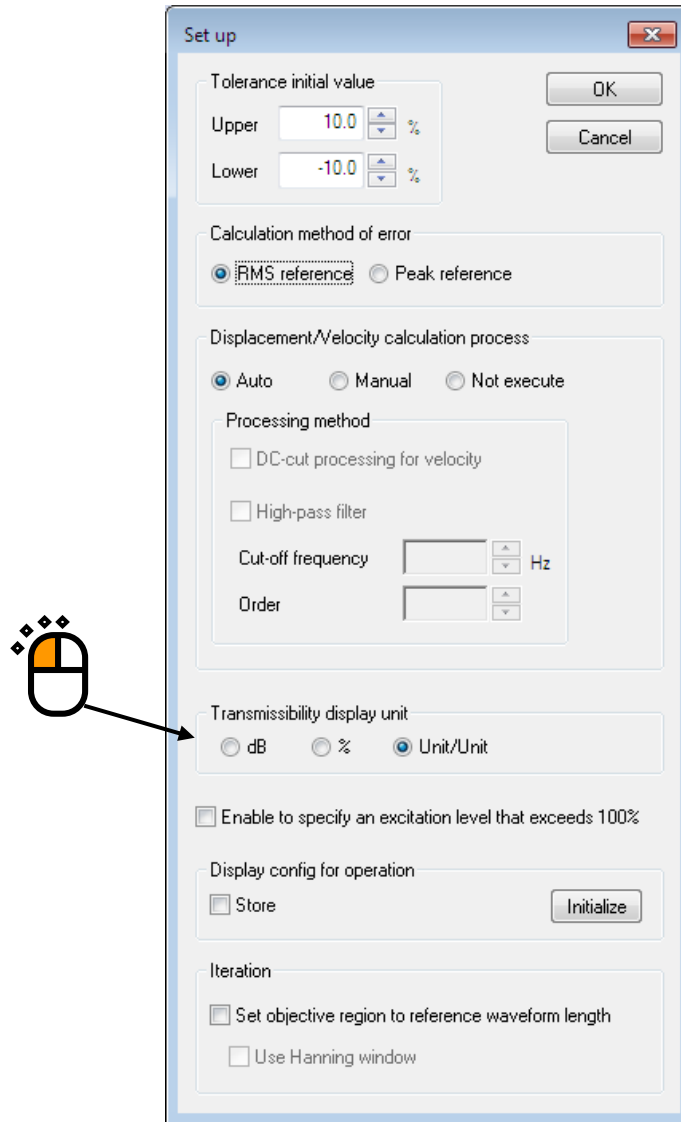 Set up
Tolerance initial value
OK
Upper 10.0 %
Cancel
Lower -10.0 %
Calculation method of error
RMS reference Peak reference
Displacement/Velocity calculation process
Auto Manual Not execute
Processing method
DC-cut processing for velocity
High-pass filter
Cut-off frequency Hz
Order
Transmissibility display unit
dB % Unit/Unit
Enable to specify an excitation level that exceeds 100%
Display config for operation
Store Initialize
Iteration
Set objective region to reference waveform length
Use Hanning window